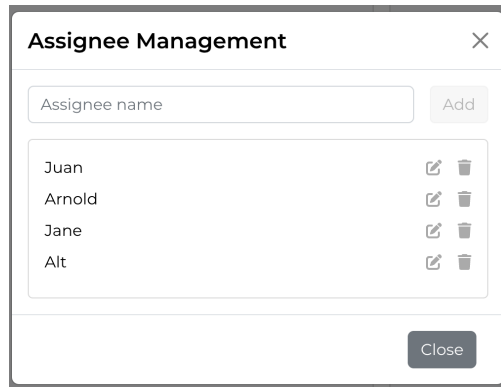 Assignee Management
Assignee name
Add
Juan
Arnold
Jane
Alt
Close